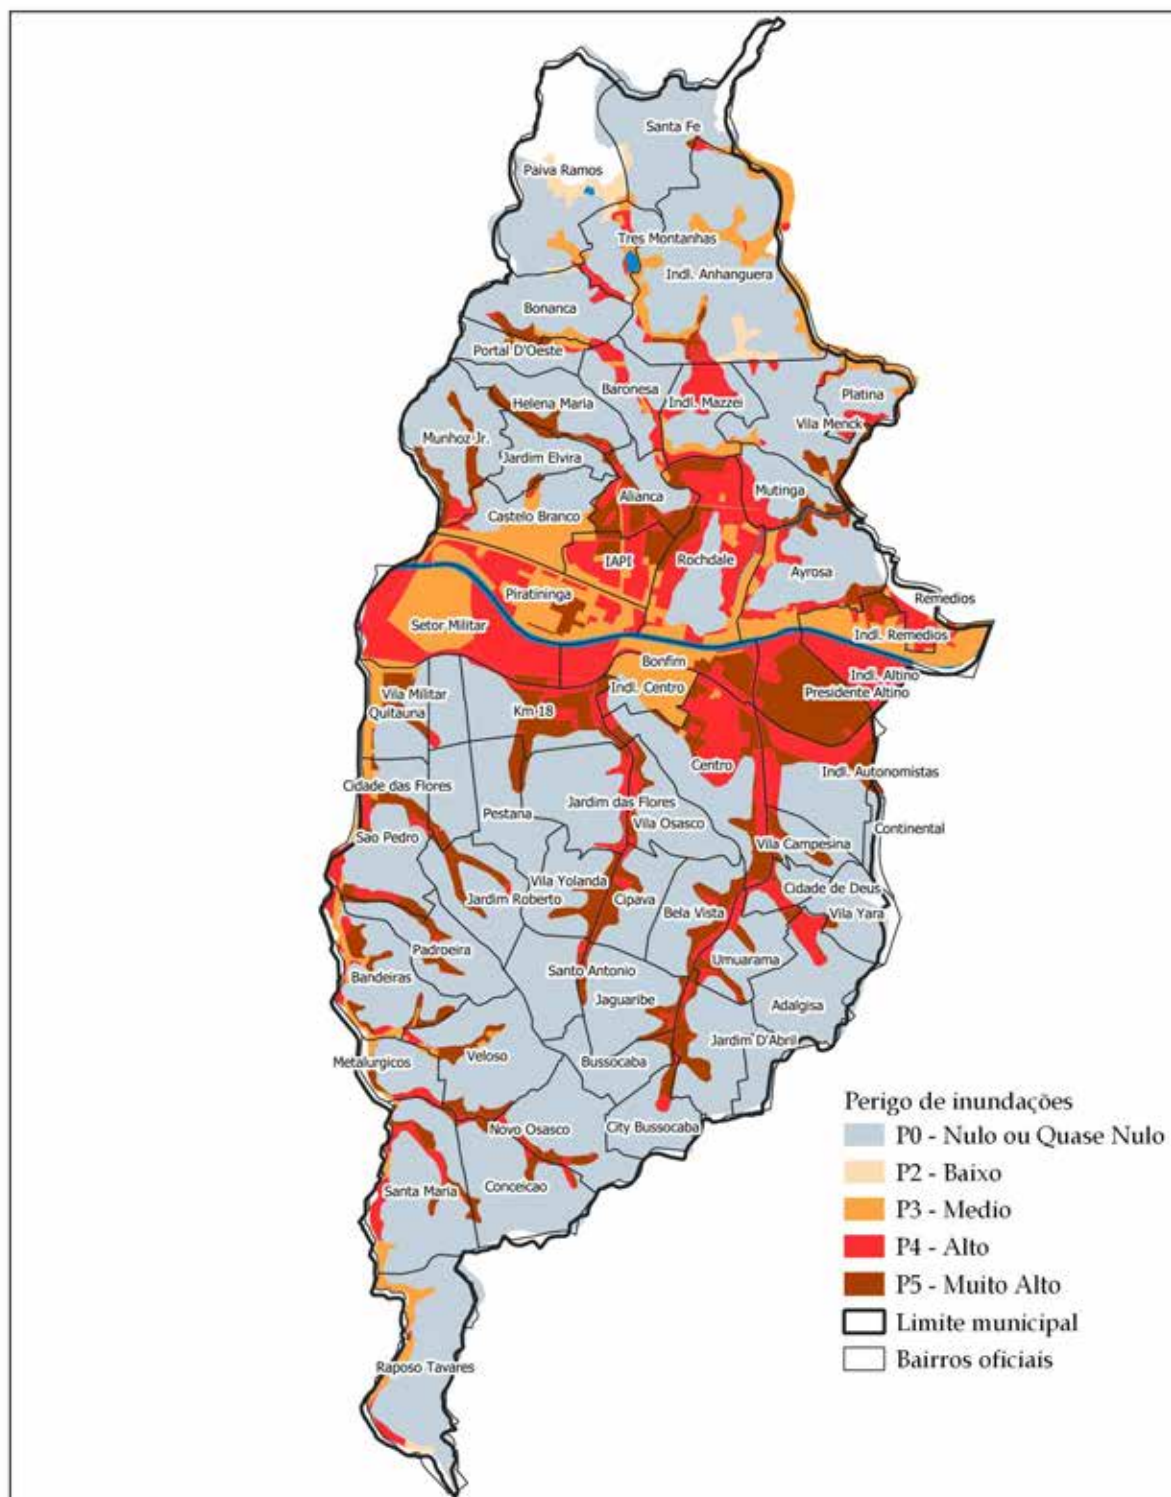 Santa Fe
Paiva Ramos
Tres Montanhas
Indl. Anhanguera
Bonanca
Portal D'Oeste
Baronesa
Platina
Helena Maria
Indl. Mazzei
Vila Menck
Munhoz Jr.
Jardim Elvira
Alianca
Mutinga
Castelo Branco
IAPI
Rochdale
Ayrosa
Piratininga
Remedios
Setor Militar
Indl. Remedios
Bonfim
Indl. Altino
Vila Militar
Indl. Centro
Presidente Altino
Quitauna
Km 18
Centro
Indl. Autonomistas
Cidade das Flores
Jardim das Flores
Pestana
Vila Osasco
Continental
Sao Pedro
Vila Campesina
Vila Yolanda
Cidade de Deus
Jardim Roberto
Cipava
Bela Vista
Vila Yara
Padroeira
Umuarama
Bandeiras
Santo Antonio
Jaguaribe
Adalgisa
Jardim D'Abril
Metalurgicos
Veloso
Bussocaba
Novo Osasco
City Bussocaba
Santa Maria
Conceicao
Raposo Tavares
Perigo de inundações
P0 - Nulo ou Quase Nulo
P2 - Baixo
P3 - Medio
P4 - Alto
P5 - Muito Alto
Limite municipal
Bairros oficiais